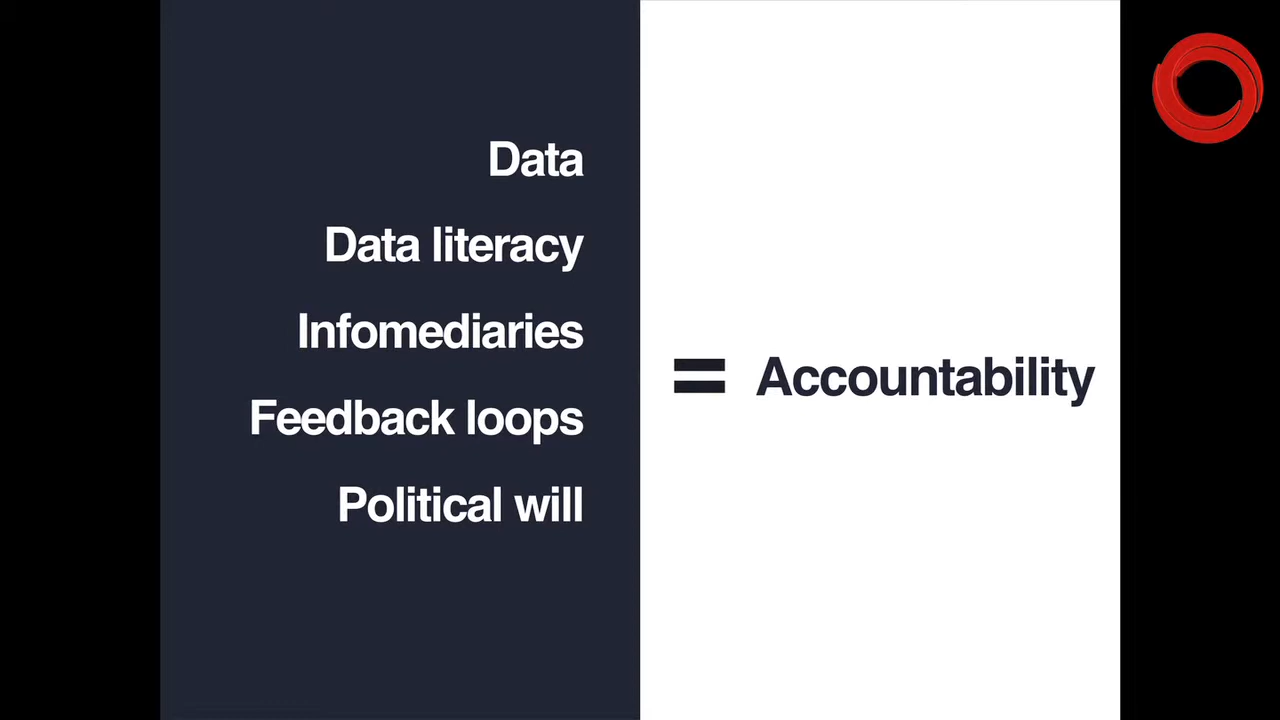 Data
Data literacy
Infomediaries
Feedback loops
Political will
= Accountability